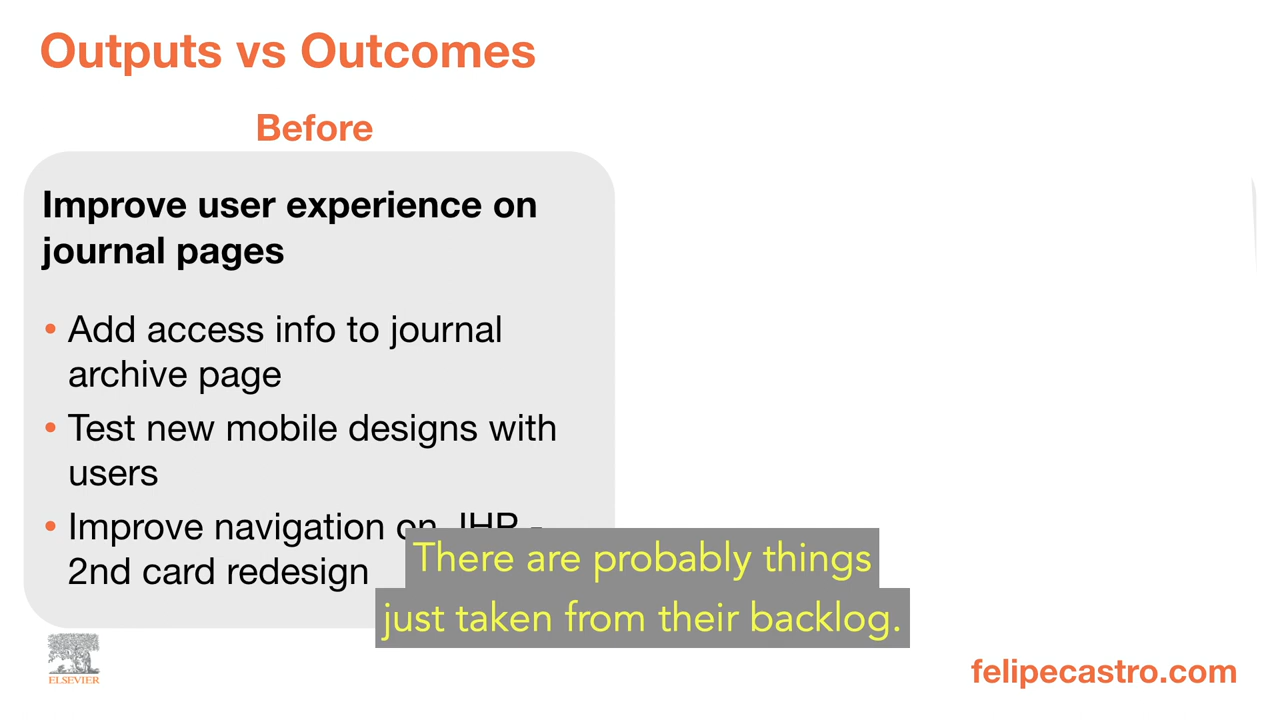 Outputs vs Outcomes
Before
Improve user experience on
journal pages
• Add access info to journal
archive page
• Test new mobile designs with
users
• Improve navigation on JHP -
2nd card redesign
There are probably things
just taken from their backlog.
ELSEVIER
felipecastro.com